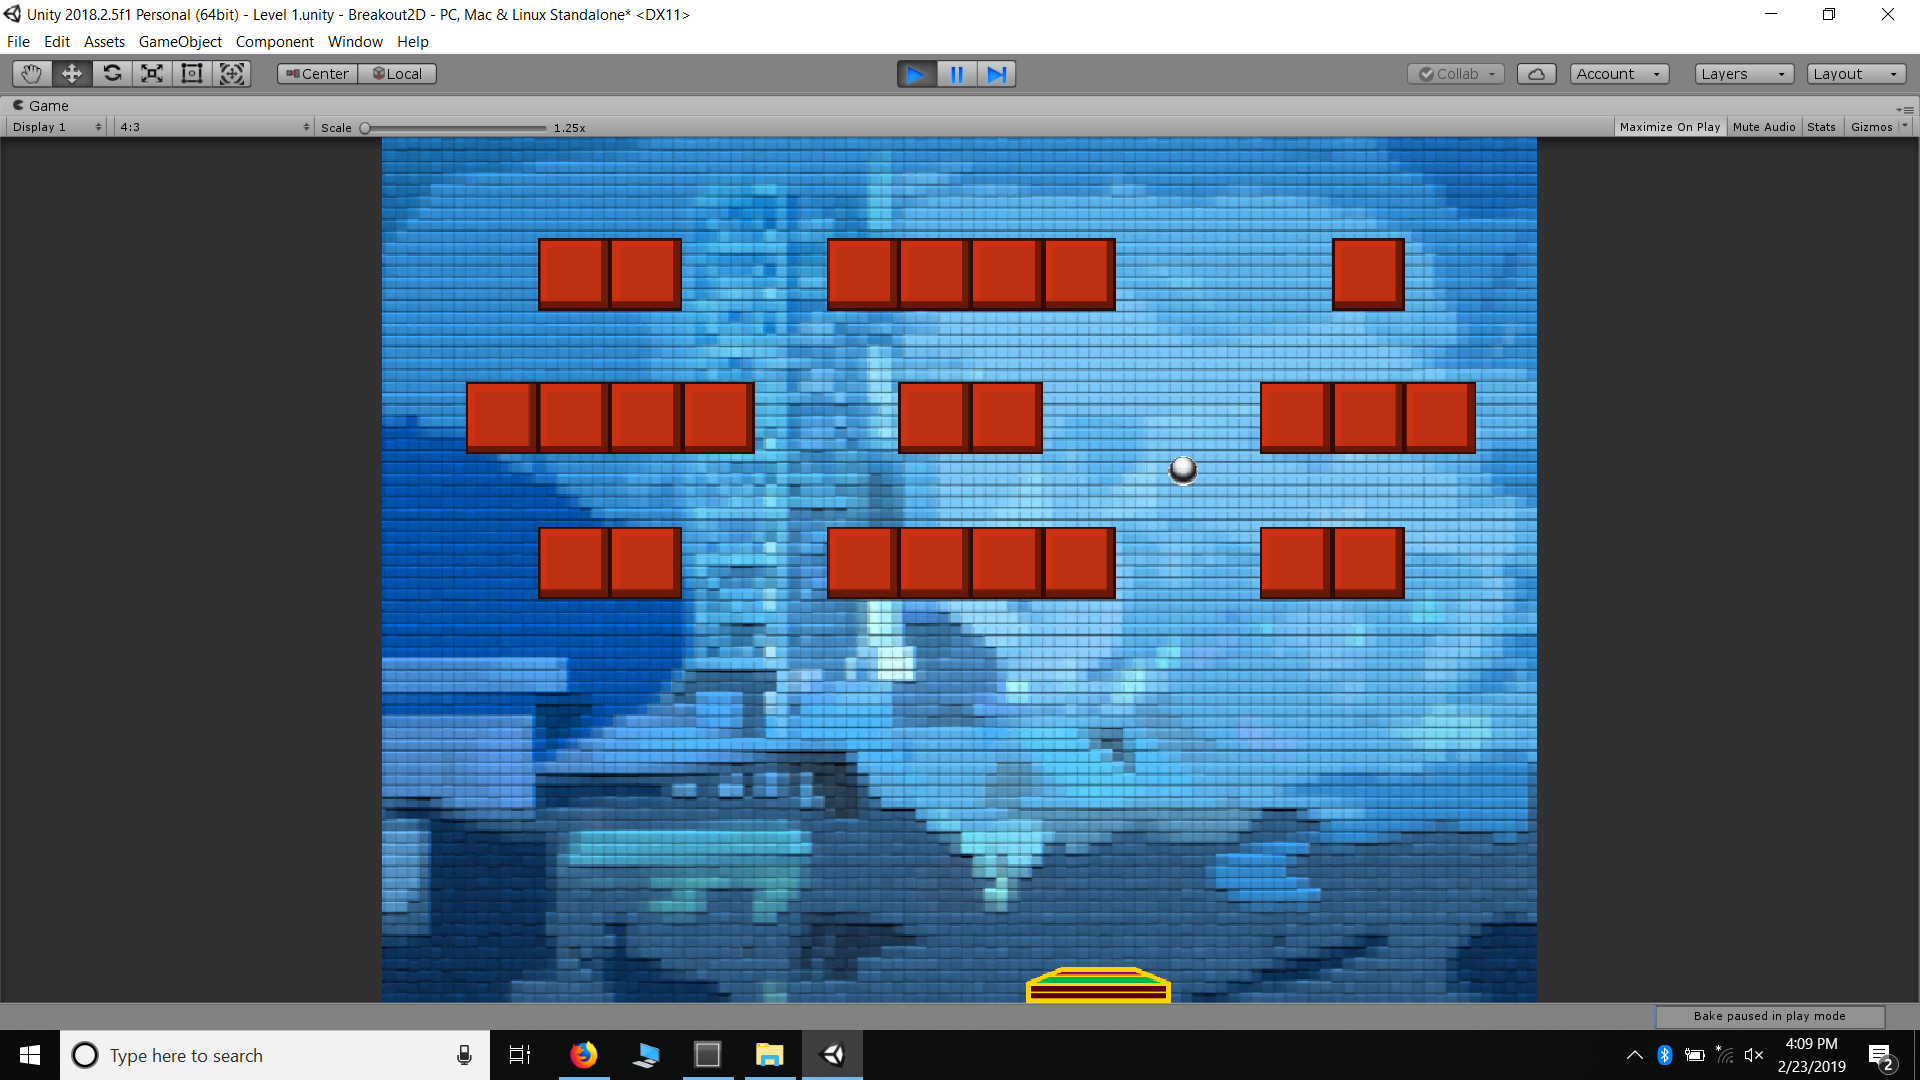 Unity 2018.2.5f1 Personal (64bit) - Level 1.unity - Breakout2D - PC, Mac & Linux Standalone* <DX11>
File Edit Assets GameObject Component Window Help
Center Local Collab Account Layers Layout
Game
Display 1 4:3 Scale 1.25x Maximize On Play Mute Audio Stats Gizmos
Bake paused in play mode
Type here to search
4:09 PM
2/23/2019
2